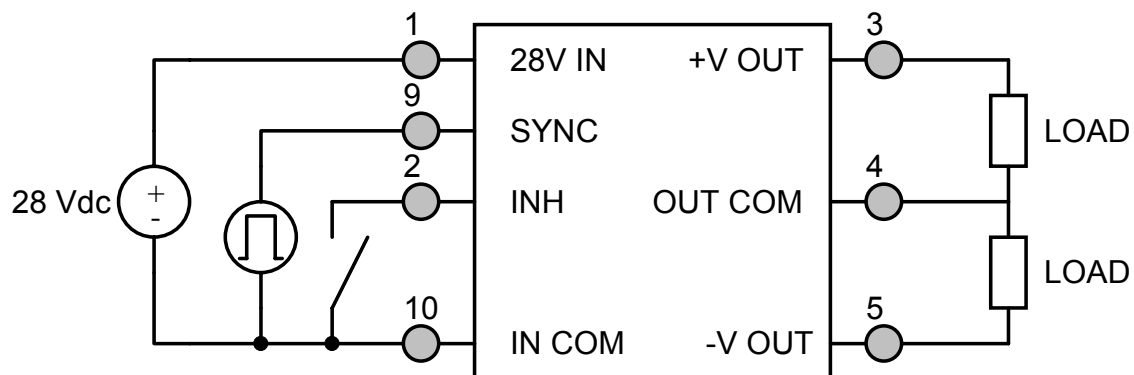 1
28V IN
+V OUT
3
9
SYNC
LOAD
2
INH
OUT COM
4
28 Vdc
+
-
LOAD
10
IN COM
-V OUT
5